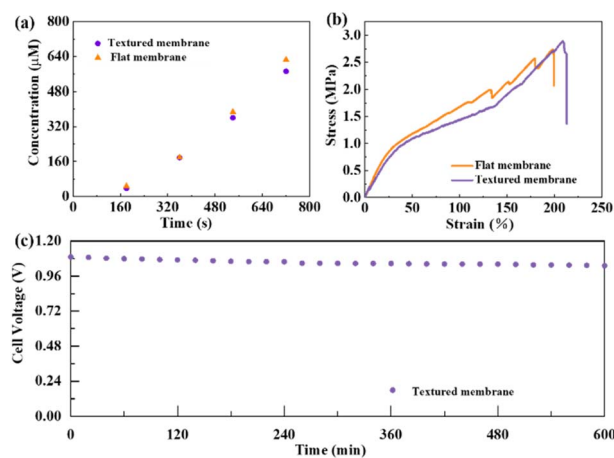 (a)
800
640
480
320
160
0
Concentration (μM)
Textured membrane
Flat membrane
0 160 320 480 640 800
Time (s)
(b)
3.0
2.5
2.0
1.5
1.0
0.5
0.0
Stress (MPa)
Flat membrane
Textured membrane
0 50 100 150 200 250
Strain (%)
(c)
1.20
0.96
0.72
0.48
0.24
0.00
Cell Voltage (V)
Textured membrane
0 120 240 360 480 600
Time (min)